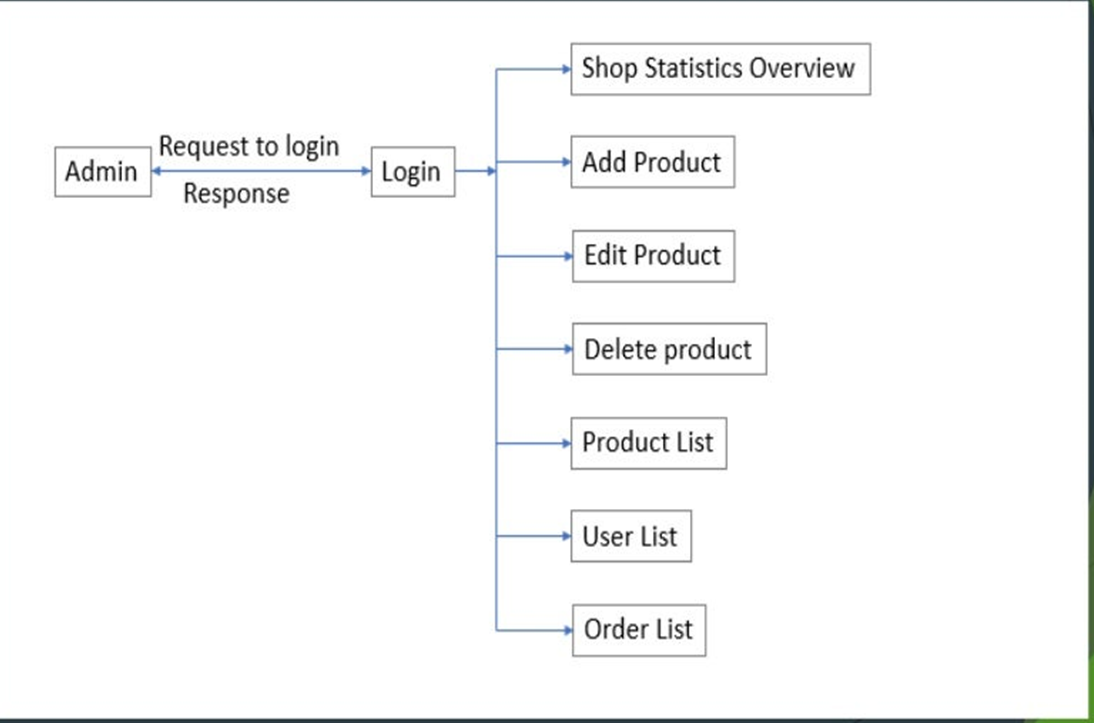 Shop Statistics Overview
Request to login
Admin
Login
Response
Add Product
Edit Product
Delete product
Product List
User List
Order List